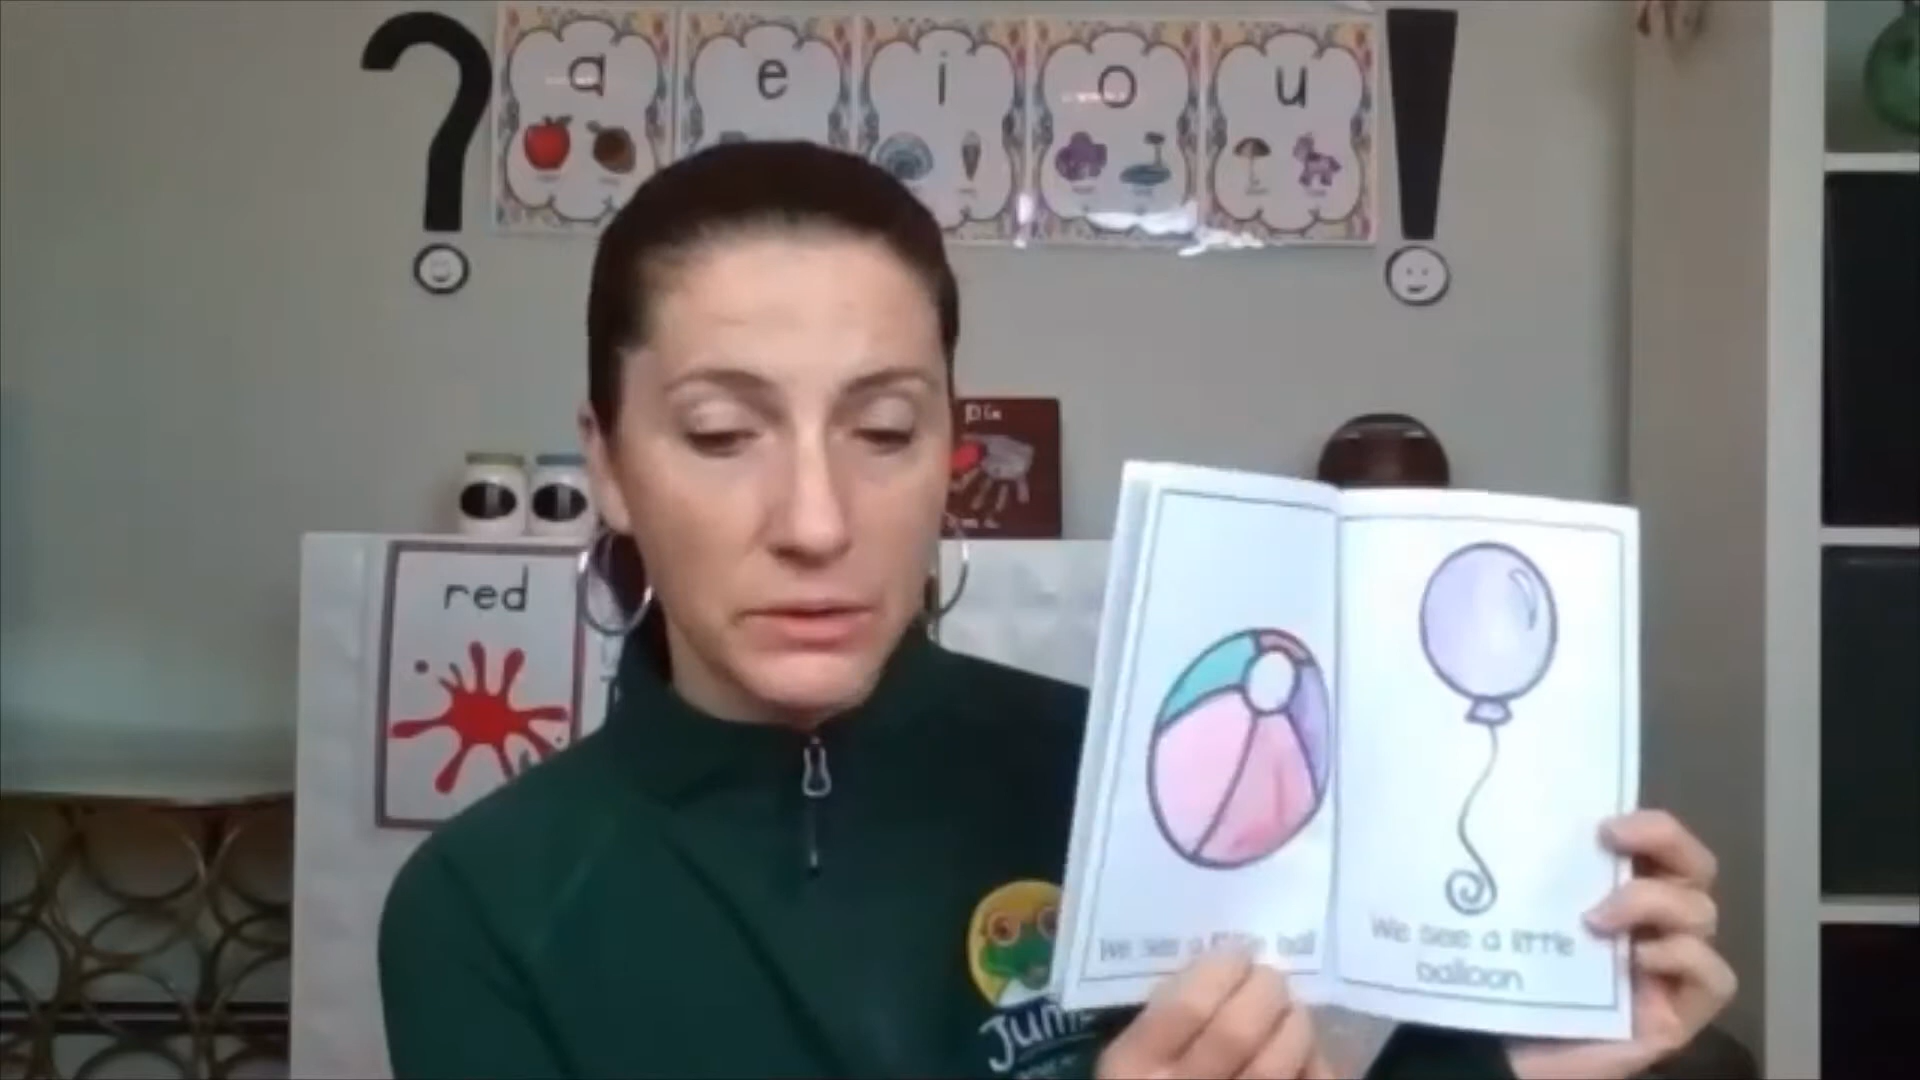 a e i o u
red
Jum
We see a little ball
We see a little
balloon